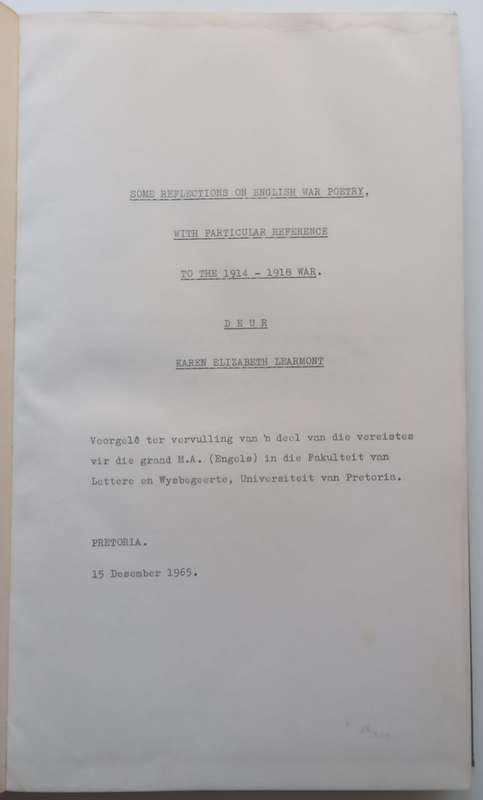 SOME REFLECTIONS ON ENGLISH WAR POETRY,
WITH PARTICULAR REFERENCE
TO THE 1914 - 1918 WAR.
D E U R
KAREN ELIZABETH LEARMONT
Voorgelê ter vervulling van 'n deel van die vereistes
vir die graad M.A. (Engels) in die Fakulteit van
Lettere en Wysbegeerte, Universiteit van Pretoria.
PRETORIA.
15 Desember 1965.